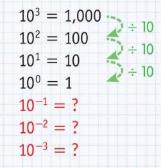 10³ = 1,000
÷ 10
10² = 100
÷ 10
10¹ = 10
÷ 10
10⁰ = 1
10⁻¹ = ?
10⁻² = ?
10⁻³ = ?